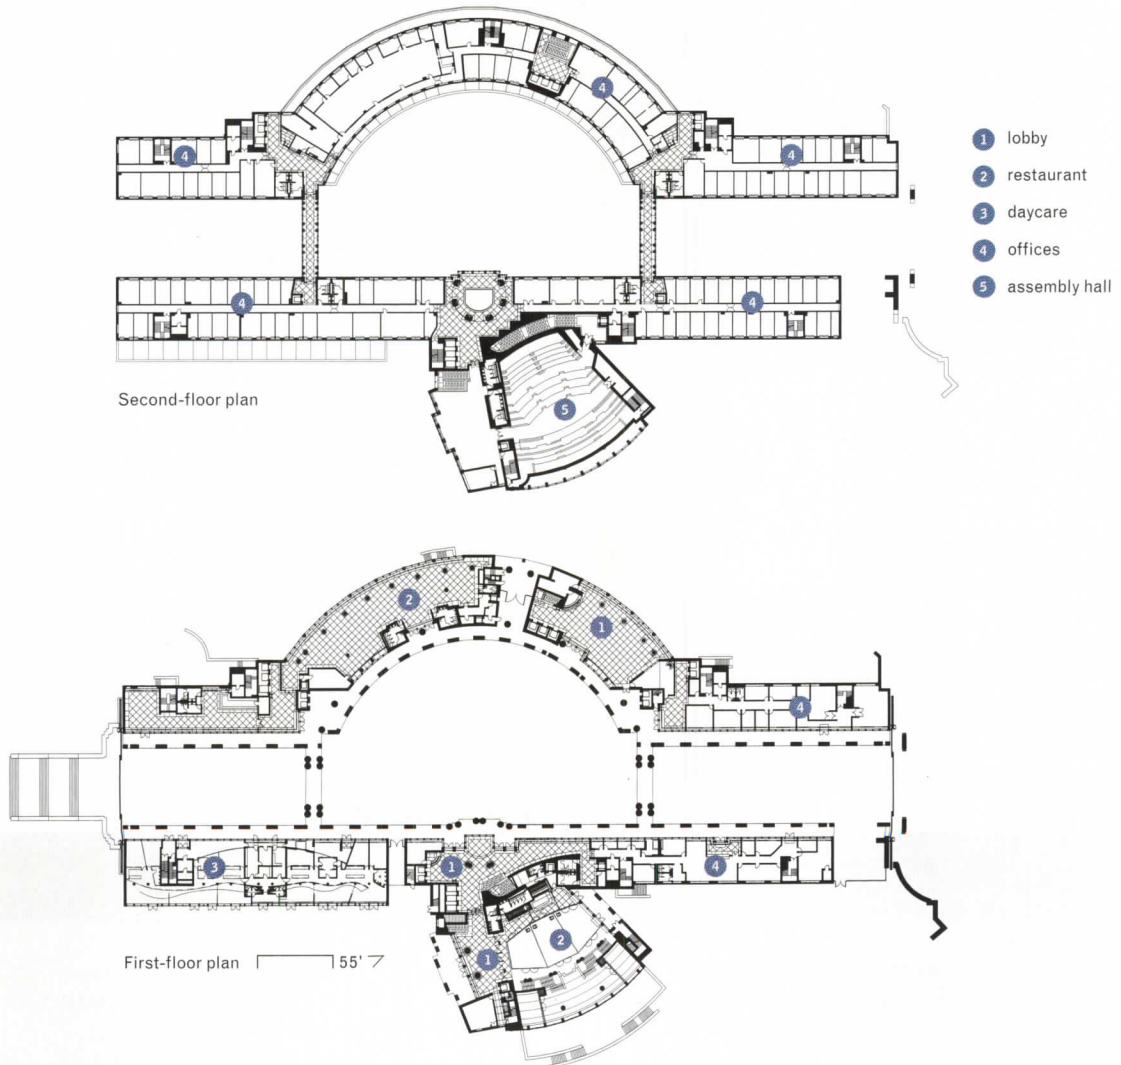 4
4
4
1 lobby
2 restaurant
3 daycare
4 offices
5 assembly hall
4
4
5
Second-floor plan
2
1
4
3
1
4
2
1
First-floor plan 55'